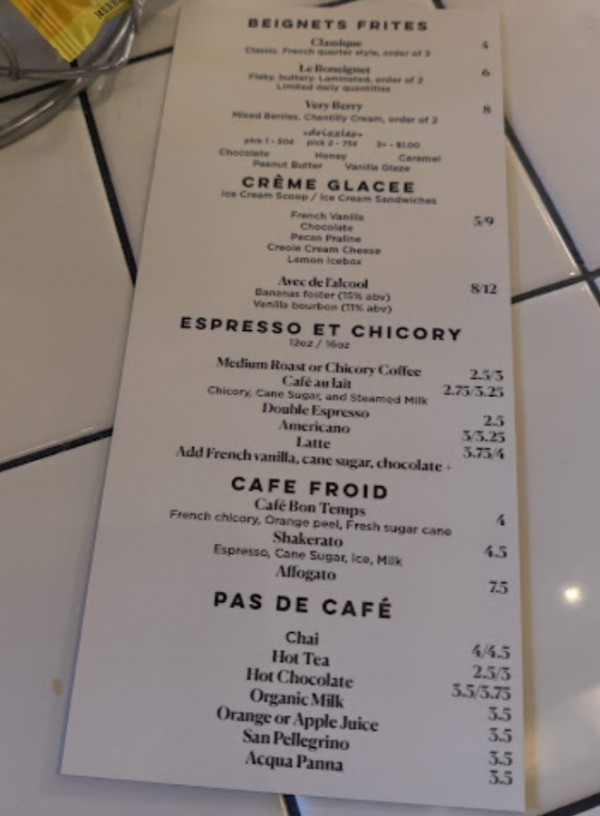 BEIGNETS FRITES
Classique 4
Classic French quarter style, order of 3
Le Boneignet 6
Flaky, buttery, Laminated, order of 2
Limited daily quantities
Very Berry 8
Mixed Berries, Chantilly Cream, order of 2
~drizzles~
pick 1 - 50¢ pick 2 - 75¢ 3+ - $1.00
Chocolate Honey Caramel
Peanut Butter Vanilla Glaze
CRÈME GLACEE
Ice Cream Scoop / Ice Cream Sandwiches
French Vanilla 5/9
Chocolate
Pecan Praline
Creole Cream Cheese
Lemon Icebox
Avec de l'alcool 8/12
Bananas foster (15% abv)
Vanilla bourbon (11% abv)
ESPRESSO ET CHICORY
12oz / 16oz
Medium Roast or Chicory Coffee 2.5/3
Café au lait 2.75/3.25
Chicory, Cane Sugar, and Steamed Milk
Double Espresso 2.5
Americano 3/3.25
Latte 3.75/4
Add French vanilla, cane sugar, chocolate +
CAFE FROID
Café Bon Temps 4
French chicory, Orange peel, Fresh sugar cane
Shakerato 4.5
Espresso, Cane Sugar, Ice, Milk
Affogato 7.5
PAS DE CAFÉ
Chai 4/4.5
Hot Tea 2.5/3
Hot Chocolate 3.5/3.75
Organic Milk 3.5
Orange or Apple Juice 3.5
San Pellegrino 3.5
Acqua Panna 3.5